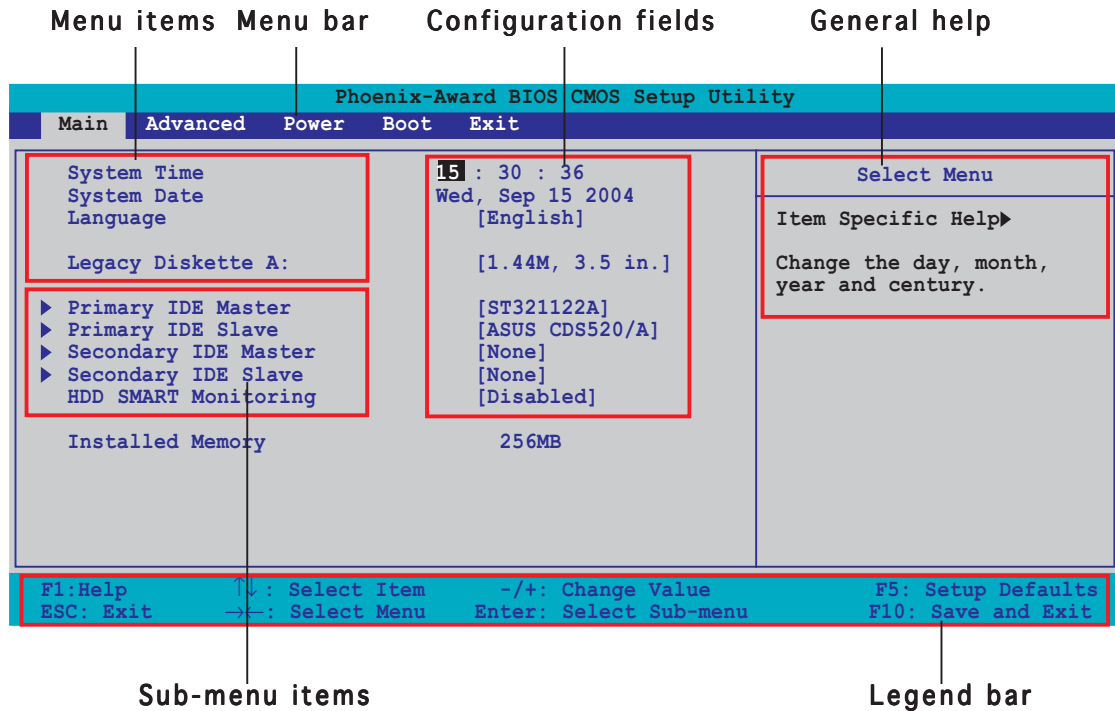 Menu items Menu bar Configuration fields General help
Phoenix-Award BIOS CMOS Setup Utility
Main Advanced Power Boot Exit
System Time 15 : 30 : 36
System Date Wed, Sep 15 2004
Language [English]
Legacy Diskette A: [1.44M, 3.5 in.]
Primary IDE Master [ST321122A]
Primary IDE Slave [ASUS CDS520/A]
Secondary IDE Master [None]
Secondary IDE Slave [None]
HDD SMART Monitoring [Disabled]
Installed Memory 256MB
Select Menu
Item Specific Help▶
Change the day, month,
year and century.
F1:Help ↑↓: Select Item -/+: Change Value F5: Setup Defaults
ESC: Exit →←: Select Menu Enter: Select Sub-menu F10: Save and Exit
Sub-menu items Legend bar